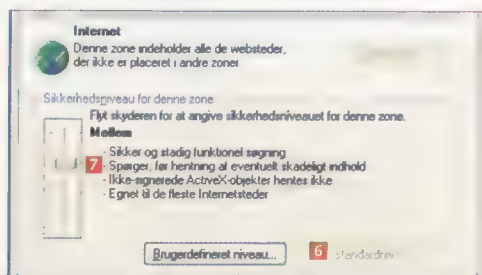 Internet
Denne zone indeholder alle de websteder,
der ikke er placeret i andre zoner
Sikkerhedsniveau for denne zone
Flyt skyderen for at angive sikkerhedsniveauet for denne zone.
Mellem
- Sikker og stadig funktionel søgning
7 - Spørger, før hentning af eventuelt skadeligt indhold
- Ikke-signerede ActiveX-objekter hentes ikke
- Egnet til de fleste Internetsteder
Brugerdefineret niveau... 6